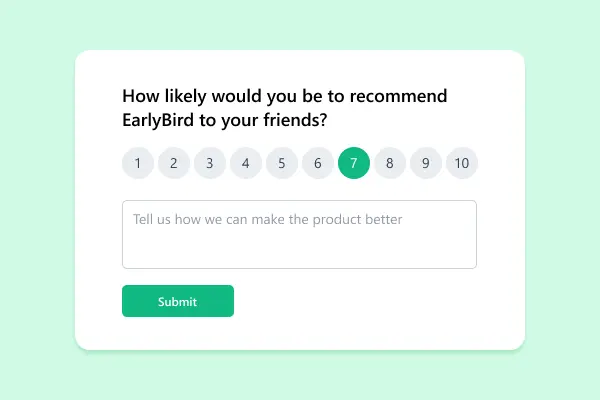 How likely would you be to recommend
EarlyBird to your friends?
1 2 3 4 5 6 7 8 9 10
Tell us how we can make the product better
Submit